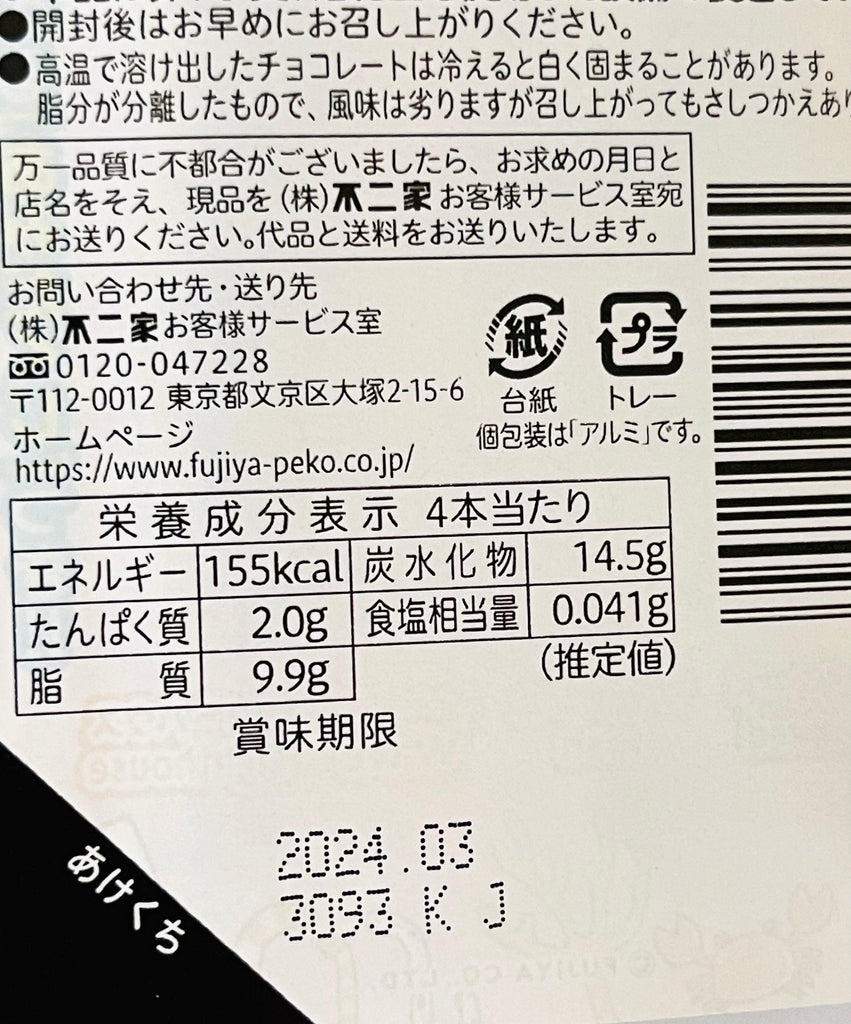 ●開封後はお早めにお召し上がりください。
●高温で溶け出したチョコレートは冷えると白く固まることがあります。
脂分が分離したもので、風味は劣りますが召し上がってもさしつかえあり
万一品質に不都合がございましたら、お求めの月日と
店名をそえ、現品を(株)不二家お客様サービス室宛
にお送りください。代品と送料をお送りいたします。
お問い合わせ先・送り先
(株)不二家お客様サービス室
0120-047228
〒112-0012 東京都文京区大塚2-15-6
ホームページ
https://www.fujiya-peko.co.jp/
紙 プラ
台紙 トレー
個包装は「アルミ」です。
栄養成分表示 4本当たり
エネルギー 155kcal 炭水化物 14.5g
たんぱく質 2.0g 食塩相当量 0.041g
脂質 9.9g (推定値)
賞味期限
2024.03
3093 K J
あけくち
© FUJIYA CO., LTD.